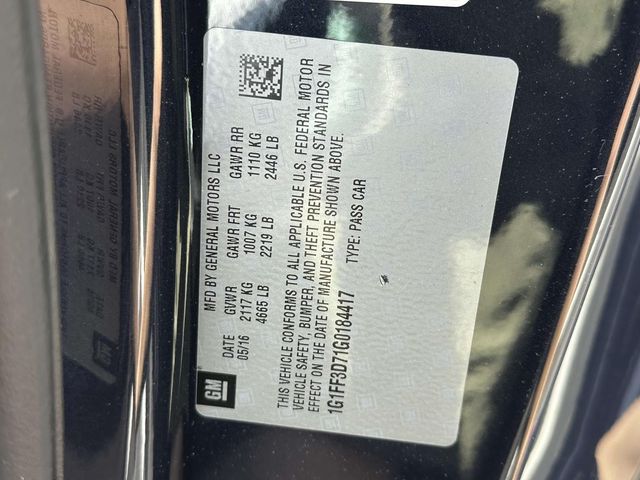 GM
MFD BY GENERAL MOTORS LLC
DATE GVWR GAWR FRT GAWR RR
05/16 2117 KG 1007 KG 1110 KG
4665 LB 2219 LB 2446 LB
THIS VEHICLE CONFORMS TO ALL APPLICABLE U.S. FEDERAL MOTOR
VEHICLE SAFETY, BUMPER, AND THEFT PREVENTION STANDARDS IN
EFFECT ON THE DATE OF MANUFACTURE SHOWN ABOVE.
1G1FF3D71G0184417 TYPE: PASS CAR